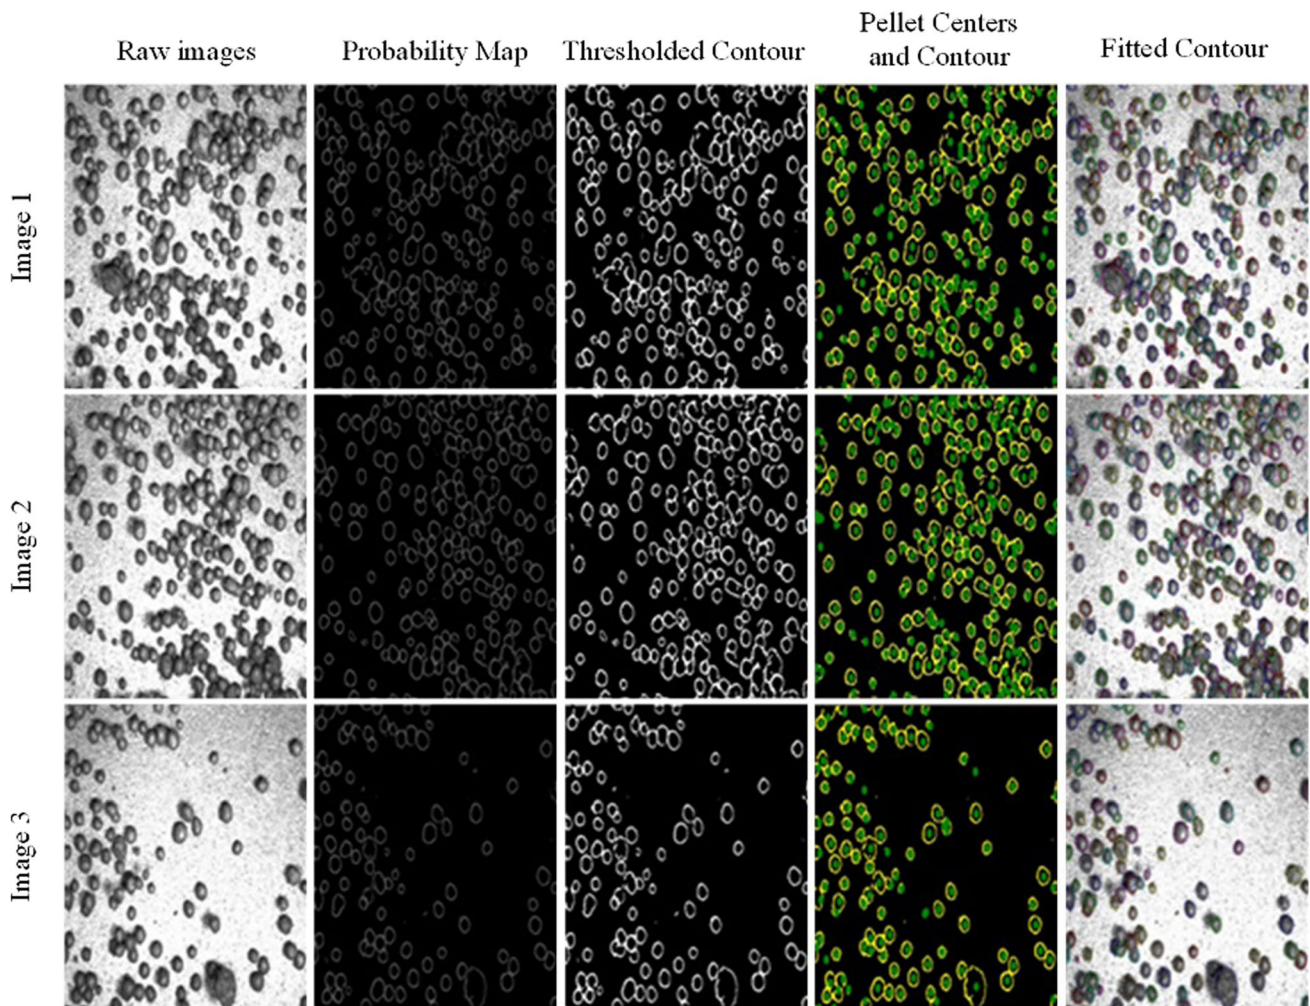 Raw images
Probability Map
Thresholded Contour
Pellet Centers
and Contour
Fitted Contour
Image 1
Image 2
Image 3